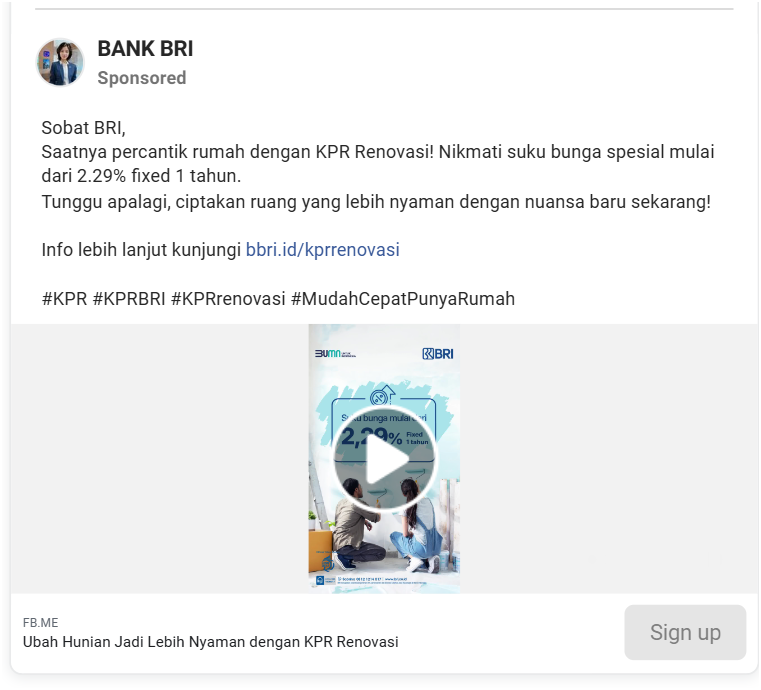 BANK BRI
Sponsored
Sobat BRI,
Saatnya percantik rumah dengan KPR Renovasi! Nikmati suku bunga spesial mulai
dari 2.29% fixed 1 tahun.
Tunggu apalagi, ciptakan ruang yang lebih nyaman dengan nuansa baru sekarang!
Info lebih lanjut kunjungi bbri.id/kprrenovasi
#KPR #KPRBRI #KPRrenovasi #MudahCepatPunyaRumah
BUMN
BRI
Suku bunga mulai dari
2,29% Fixed
1 tahun
FB.ME
Ubah Hunian Jadi Lebih Nyaman dengan KPR Renovasi
Sign up